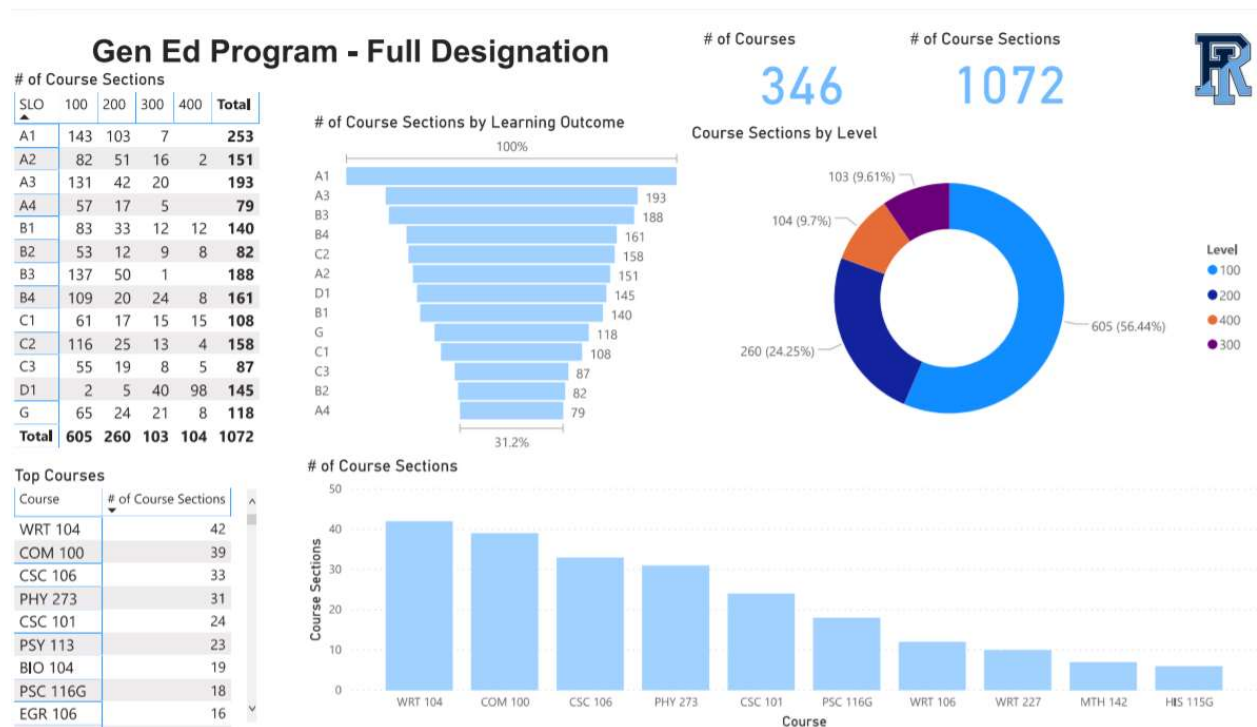 Gen Ed Program - Full Designation
# of Courses
346
# of Course Sections
1072
# of Course Sections
SLO 100 200 300 400 Total
A1 143 103 7 253
A2 82 51 16 2 151
A3 131 42 20 193
A4 57 17 5 79
B1 83 33 12 12 140
B2 53 12 9 8 82
B3 137 50 1 188
B4 109 20 24 8 161
C1 61 17 15 15 108
C2 116 25 13 4 158
C3 55 19 8 5 87
D1 2 5 40 98 145
G 65 24 21 8 118
Total 605 260 103 104 1072
# of Course Sections by Learning Outcome
100%
A1
A3 193
B3 188
B4 161
C2 158
A2 151
D1 145
B1 140
G 118
C1 108
C3 87
B2 82
A4 79
31.2%
Course Sections by Level
103 (9.61%)
104 (9.7%)
260 (24.25%)
605 (56.44%)
Level
100
200
400
300
Top Courses
Course # of Course Sections
WRT 104 42
COM 100 39
CSC 106 33
PHY 273 31
CSC 101 24
PSY 113 23
BIO 104 19
PSC 116G 18
EGR 106 16
# of Course Sections
Course Sections
50
40
30
20
10
0
WRT 104 COM 100 CSC 106 PHY 273 CSC 101 PSC 116G WRT 106 WRT 227 MTH 142 HIS 115G
Course